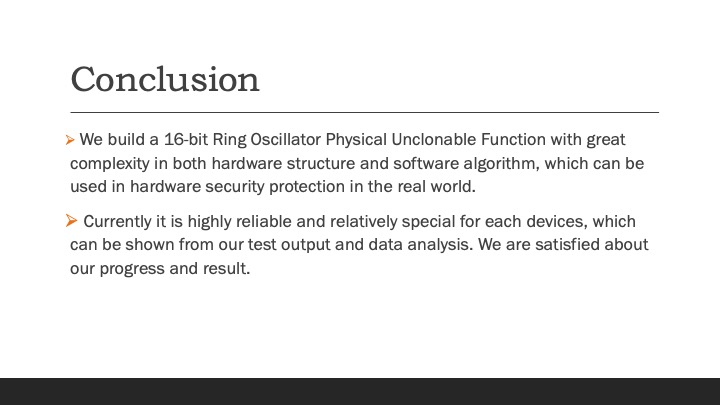 Conclusion
We build a 16-bit Ring Oscillator Physical Unclonable Function with great
complexity in both hardware structure and software algorithm, which can be
used in hardware security protection in the real world.
Currently it is highly reliable and relatively special for each devices, which
can be shown from our test output and data analysis. We are satisfied about
our progress and result.